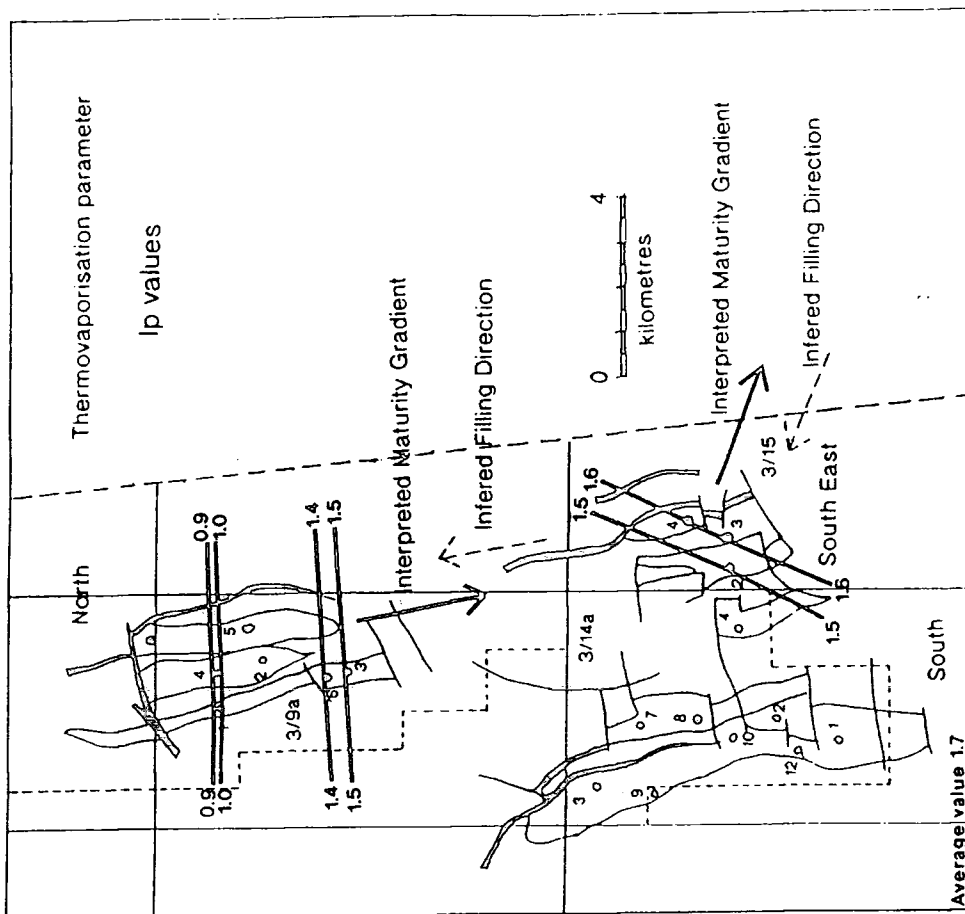 Thermovaporisation parameter
Ip values
North
0.9
1.0
0.9
1.0
4
5
2
1.4
1.5
1.4
1.5
6
3
3/9a
Interpreted Maturity Gradient
Infered Filling Direction
0
4
kilometres
3/14a
1.5
1.6
4
3
2
4
1.5
1.6
3/15
South East
Interpreted Maturity Gradient
Infered Filling Direction
3
7
9
8
10
2
12
1
South
Average value 1.7